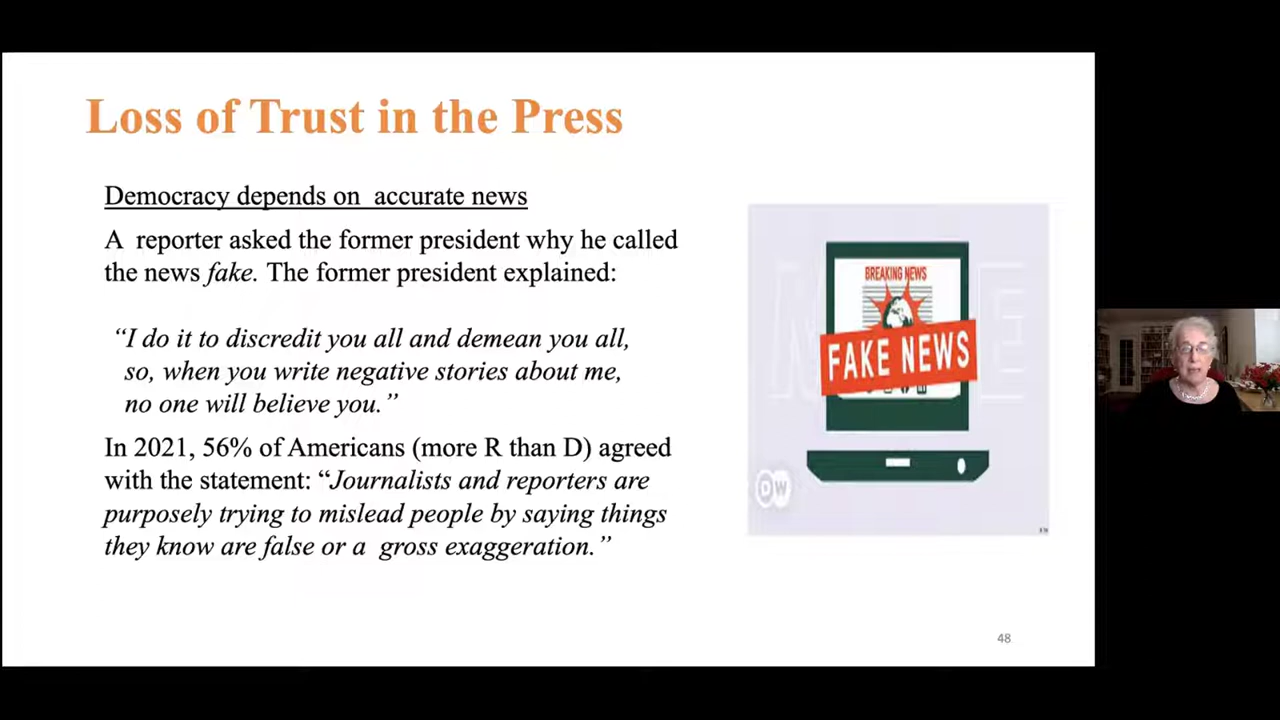 Loss of Trust in the Press
Democracy depends on accurate news
A reporter asked the former president why he called
the news fake. The former president explained:
“I do it to discredit you all and demean you all,
so, when you write negative stories about me,
no one will believe you.”
In 2021, 56% of Americans (more R than D) agreed
with the statement: “Journalists and reporters are
purposely trying to mislead people by saying things
they know are false or a gross exaggeration.”
BREAKING NEWS
FAKE NEWS
DW
48